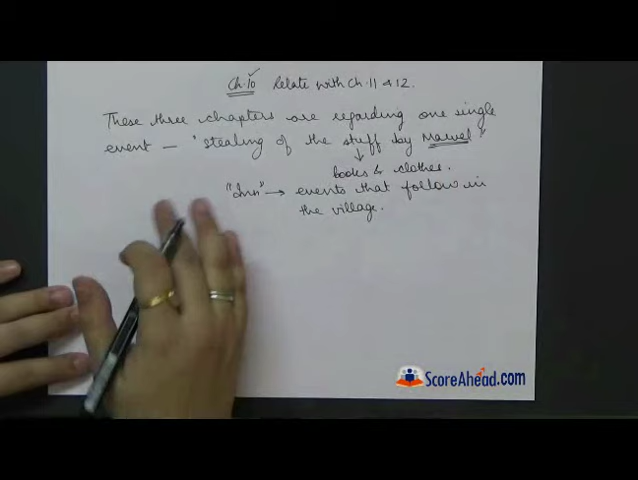 Ch.10 Relate with Ch.11 & 12.
These three chapters are regarding one single
event — "stealing of the stuff by Marvel"
books & clothes.
"Inn" → events that follow in
the village.
ScoreAhead.com